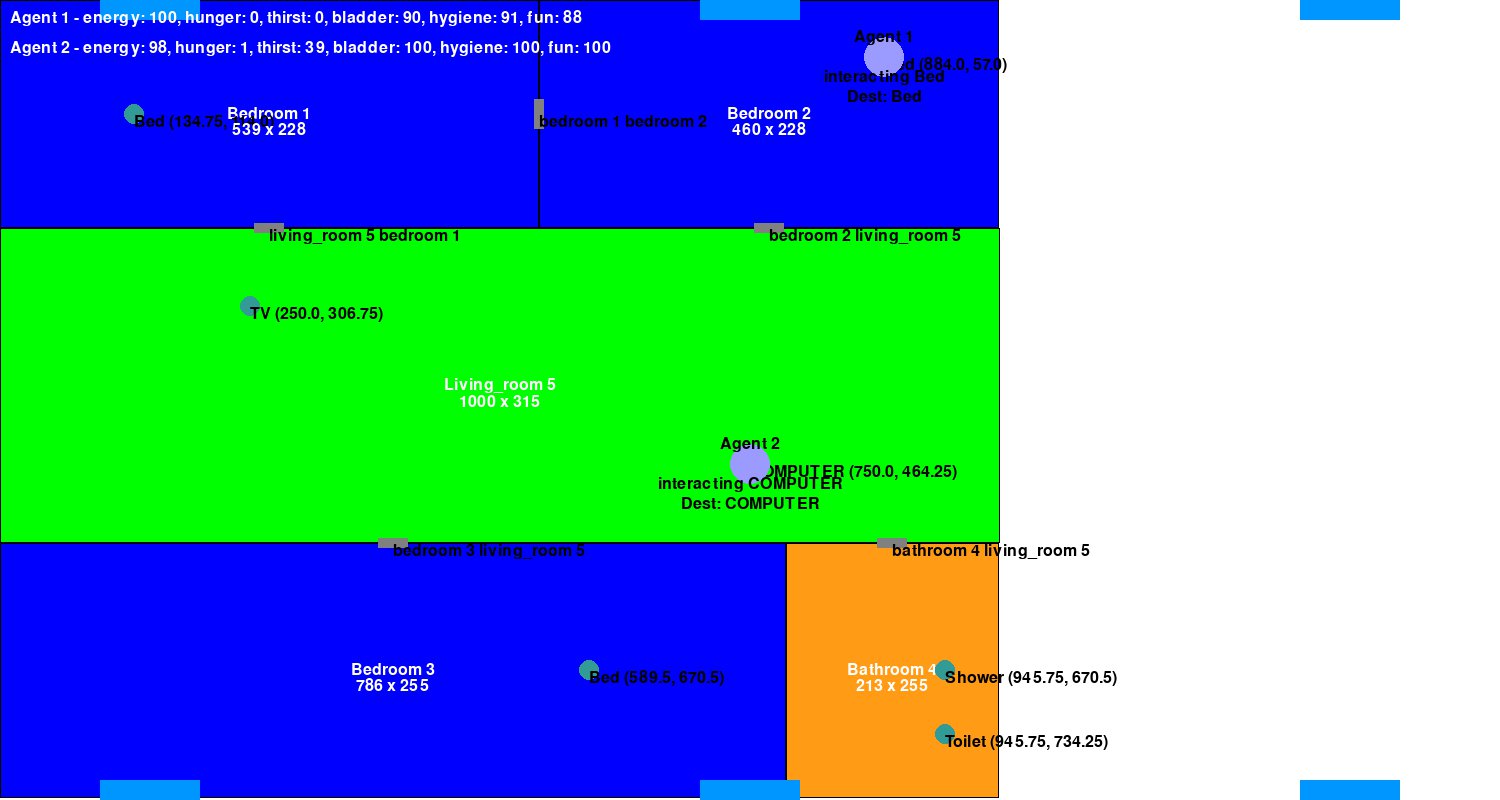 Agent 1 - energy: 100, hunger: 0, thirst: 0, bladder: 90, hygiene: 91, fun: 88
Agent 2 - energy: 98, hunger: 1, thirst: 39, bladder: 100, hygiene: 100, fun: 100
Agent 1
(884.0, 57.0)
interacting Bed
Dest: Bed
Bedroom 1
539 x 228
Bed (134.75,
bedroom 1 bedroom 2
Bedroom 2
460 x 228
living_room 5 bedroom 1
bedroom 2 living_room 5
TV (250.0, 306.75)
Living_room 5
1000 x 315
Agent 2
COMPUTER (750.0, 464.25)
interacting COMPUTER
Dest: COMPUTER
bedroom 3 living_room 5
bathroom 4 living_room 5
Bedroom 3
786 x 255
Bed (589.5, 670.5)
Bathroom 4
213 x 255
Shower (945.75, 670.5)
Toilet (945.75, 734.25)